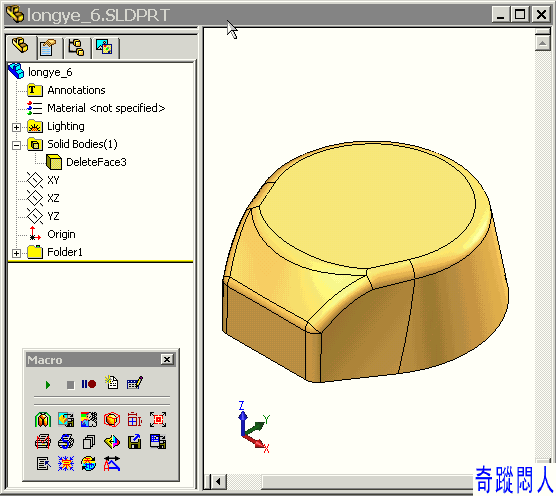 longye_6.SLDPRT
longye_6
Annotations
Material <not specified>
Lighting
Solid Bodies(1)
DeleteFace3
XY
XZ
YZ
Origin
Folder1
Macro
Z
Y
X
奇蹤悶人